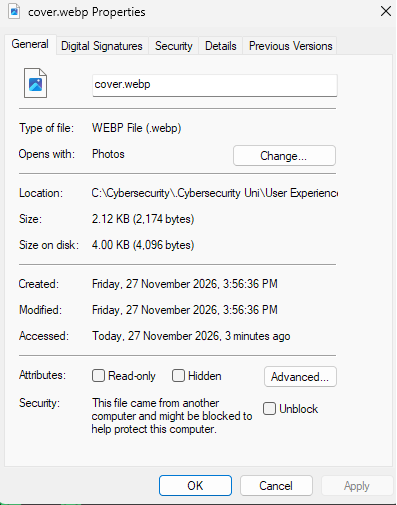 cover.webp Properties
General Digital Signatures Security Details Previous Versions
cover.webp
Type of file: WEBP File (.webp)
Opens with: Photos Change...
Location: C:\Cybersecurity\.Cybersecurity Uni\User Experience
Size: 2.12 KB (2,174 bytes)
Size on disk: 4.00 KB (4,096 bytes)
Created: Friday, 27 November 2026, 3:56:36 PM
Modified: Friday, 27 November 2026, 3:56:36 PM
Accessed: Today, 27 November 2026, 3 minutes ago
Attributes: Read-only Hidden Advanced...
Security: This file came from another
computer and might be blocked to Unblock
help protect this computer.
OK Cancel Apply